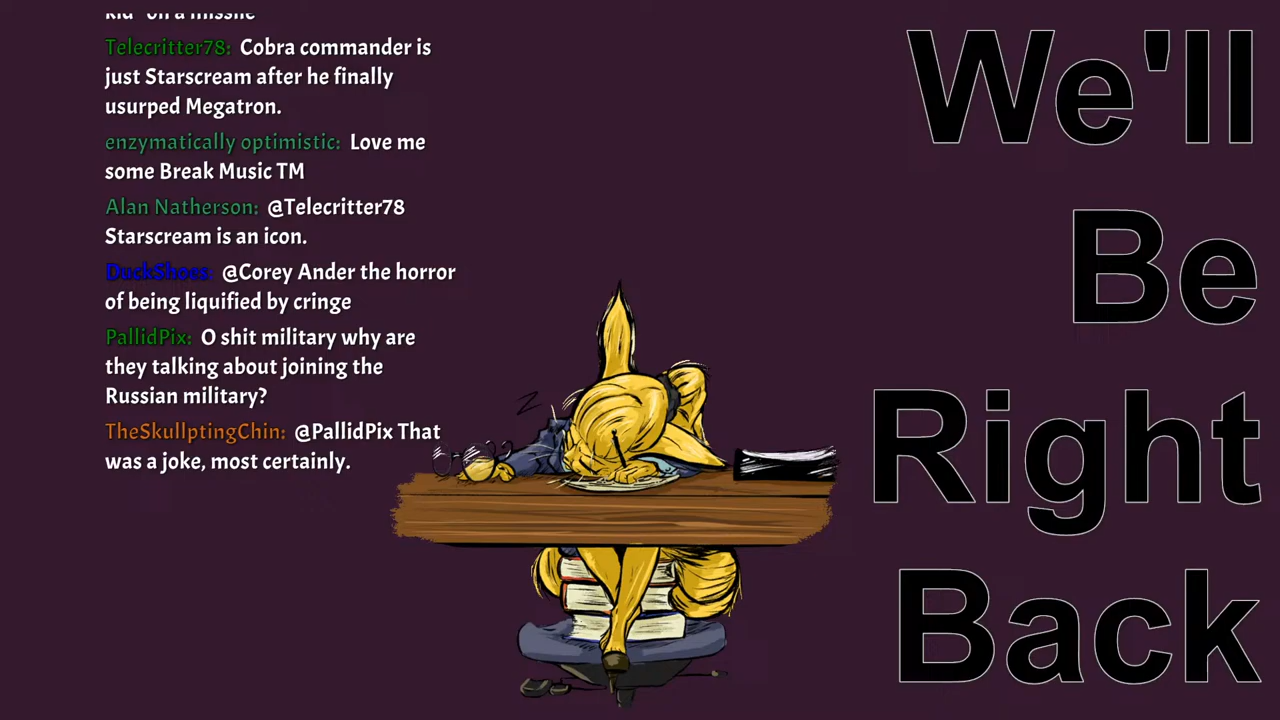 kid" on a missile
Telecritter78: Cobra commander is
just Starscream after he finally
usurped Megatron.
enzymatically optimistic: Love me
some Break Music TM
Alan Natherson: @Telecritter78
Starscream is an icon.
DuckShoes: @Corey Ander the horror
of being liquified by cringe
PallidPix: O shit military why are
they talking about joining the
Russian military?
TheSkullptingChin: @PallidPix That
was a joke, most certainly.
We'll
Be
Right
Back